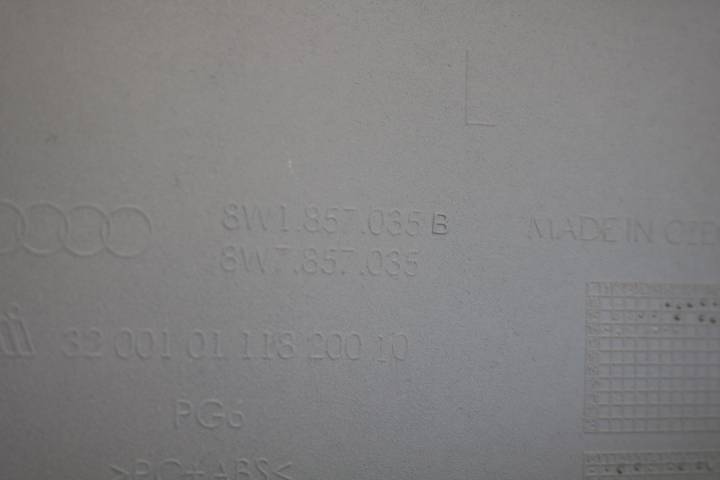 L
8W1.857.035 B
8W7.857.035
MADE IN
32 001 01 118 200 10
PG6
>PC+ABS<